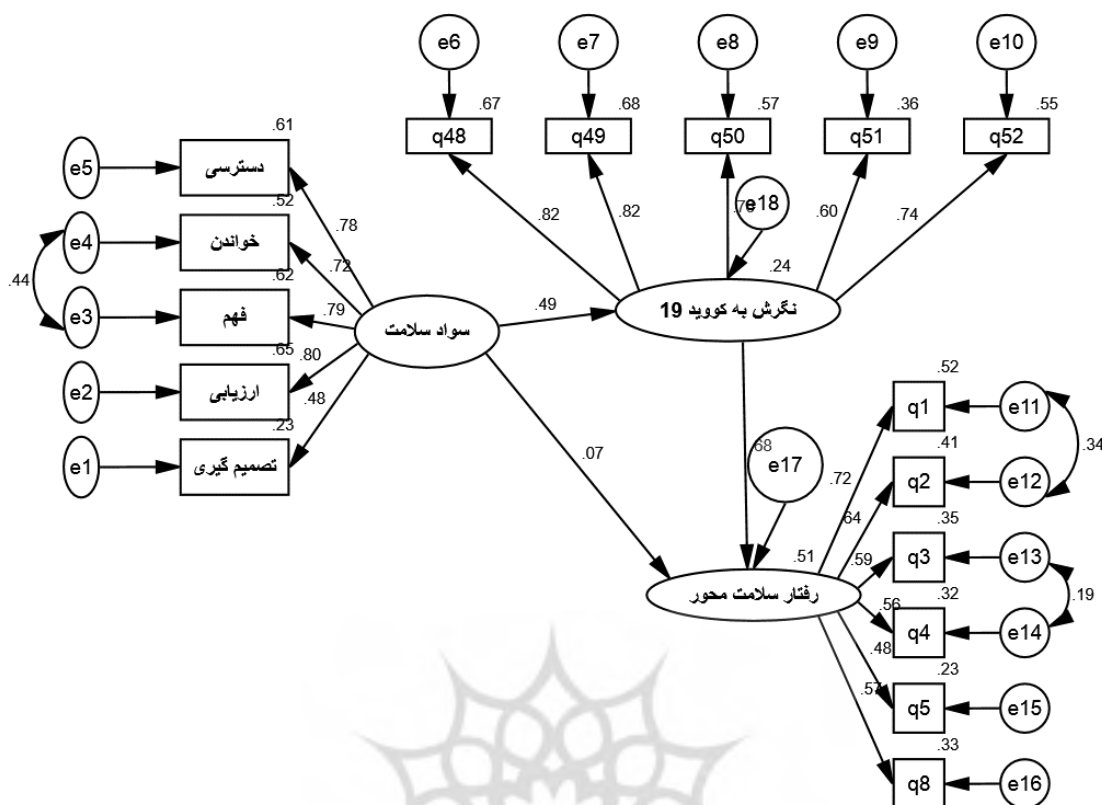 e6 e7 e8 e9 e10
.67 .68 .57 .36 .55
q48 q49 q50 q51 q52
.82 .82 .60 .74
e18
.24
نگرش به کووید 19
.61
e5 دسترسی
.78
.52
e4 خواندن
.72
.44
.62
e3 فهم
.79
سواد سلامت
.49
.65
.80
e2 ارزیابی
.48
.23
e1 تصمیم گیری
.07
.68
e17
.51
رفتار سلامت محور
.52
q1 e11
.72
.34
.41
q2 e12
.64
.35
.59
q3 e13
.19
.32
.56
q4 e14
.48
.23
q5 e15
.57
.33
q8 e16